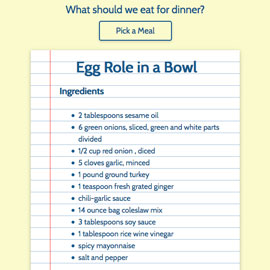 What should we eat for dinner?
Pick a Meal
Egg Role in a Bowl
Ingredients
2 tablespoons sesame oil
6 green onions, sliced, green and white parts
divided
1/2 cup red onion , diced
5 cloves garlic, minced
1 pound ground turkey
1 teaspoon fresh grated ginger
chili-garlic sauce
14 ounce bag coleslaw mix
3 tablespoons soy sauce
1 tablespoon rice wine vinegar
spicy mayonnaise
salt and pepper